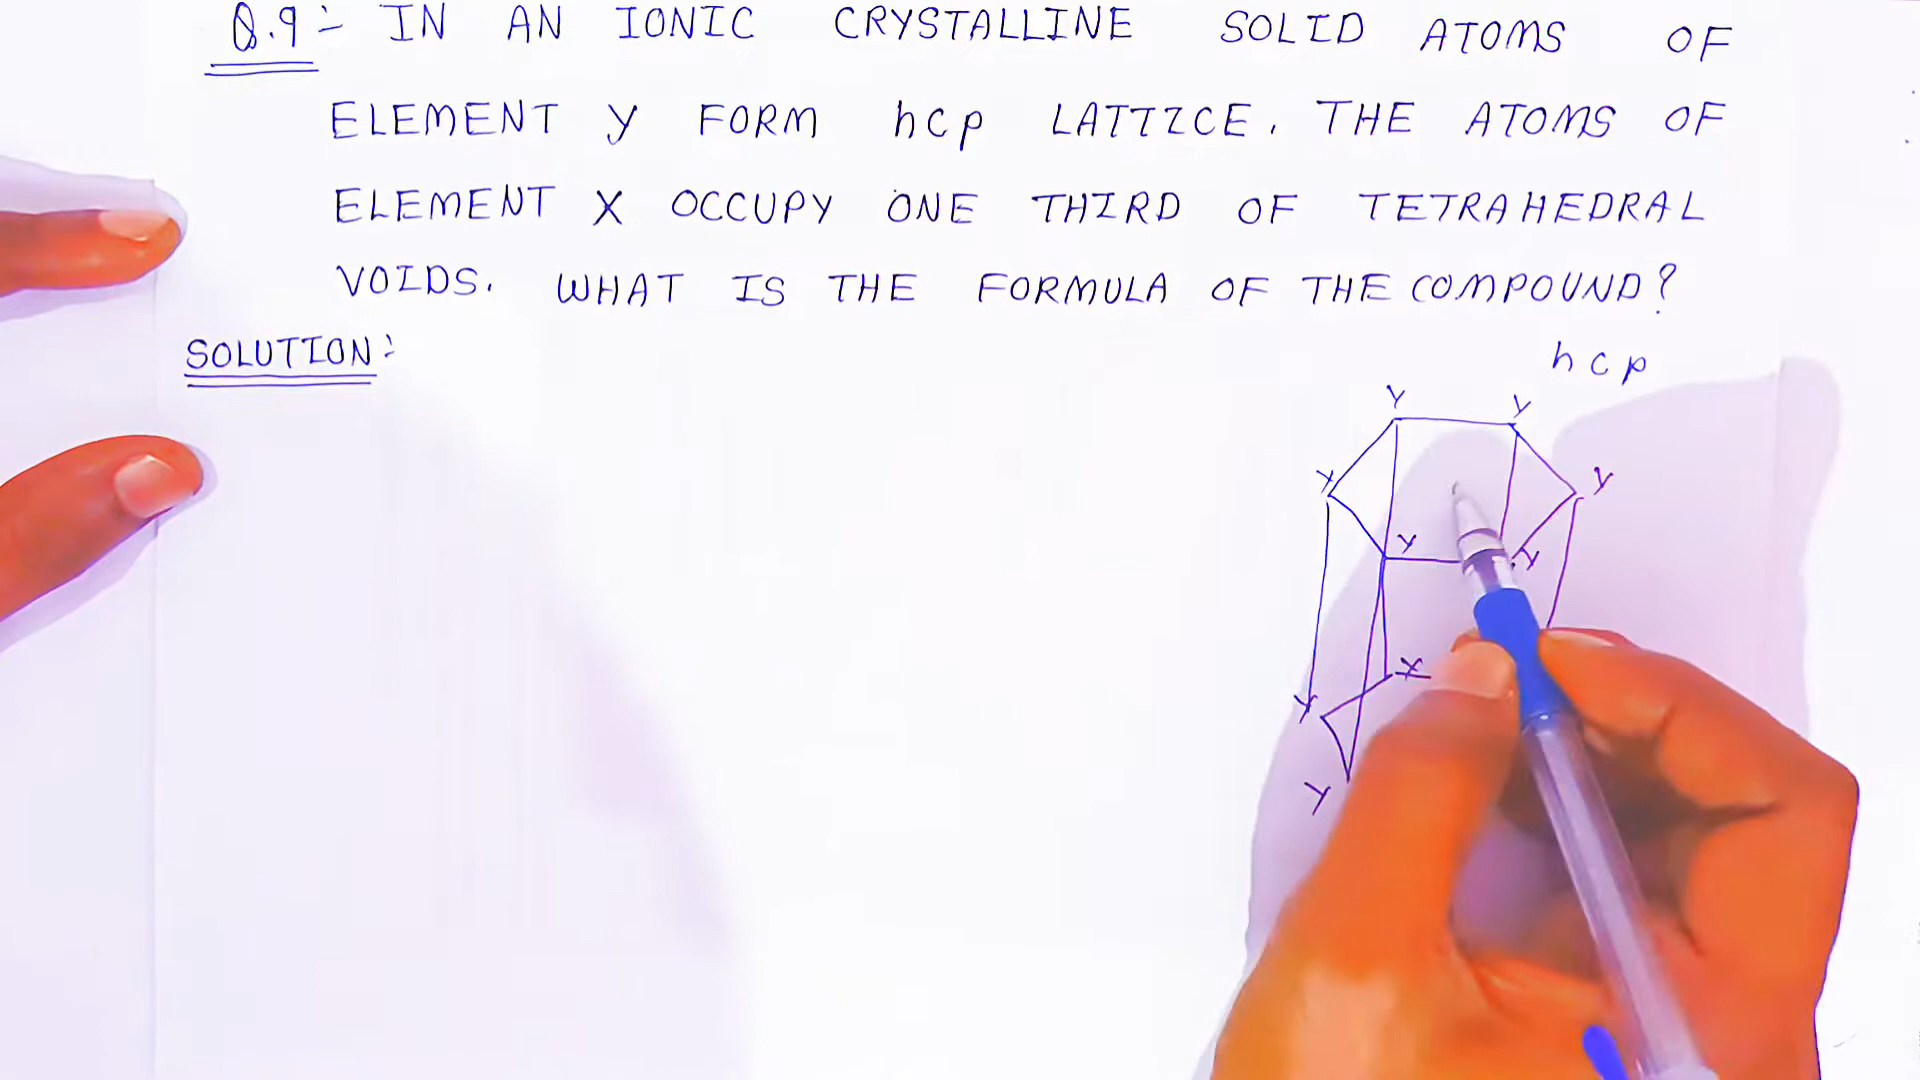 Q.9:- IN AN IONIC CRYSTALLINE SOLID ATOMS OF
ELEMENT Y FORM hcp LATTICE. THE ATOMS OF
ELEMENT X OCCUPY ONE THIRD OF TETRAHEDRAL
VOIDS. WHAT IS THE FORMULA OF THE COMPOUND?
SOLUTION:
hcp
Y Y
Y Y
Y Y
X
Y
Y